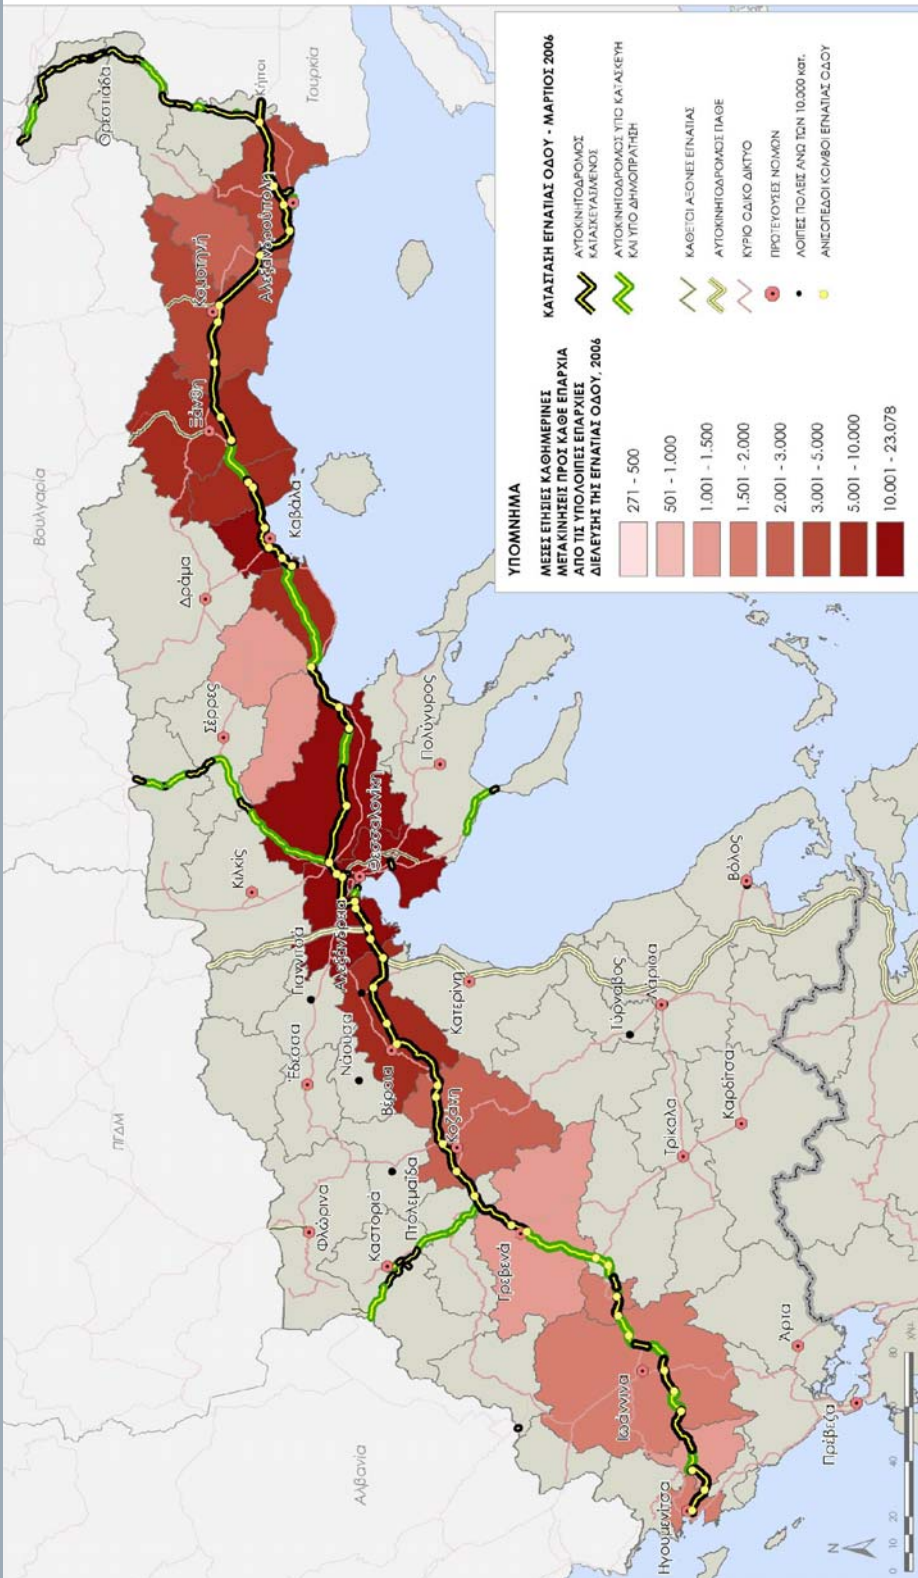 Βουλγαρία
Τουρκία
ΠΓΔΜ
Αλβανία
Ορεστιάδα
Κήποι
Αλεξανδρούπολη
Κομοτηνή
Ξάνθη
Καβάλα
Δράμα
Σέρρες
Πολύγυρος
Θεσσαλονίκη
Κιλκίς
Αλεξάνδρεια
Γιαννιτσά
Έδεσσα
Νάουσα
Βέροια
Κατερίνη
Κοζάνη
Πτολεμαΐδα
Φλώρινα
Καστοριά
Γρεβενά
Βόλος
Λάρισα
Τύρναβος
Τρίκαλα
Καρδίτσα
Ιωάννινα
Άρτα
Πρέβεζα
Ηγουμενίτσα
N
0 20 40 60 80 χλμ.
ΥΠΟΜΝΗΜΑ
ΜΕΣΕΣ ΕΤΗΣΙΕΣ ΚΑΘΗΜΕΡΙΝΕΣ
ΜΕΤΑΚΙΝΗΣΕΙΣ ΠΡΟΣ ΚΑΘΕ ΕΠΑΡΧΙΑ
ΑΠΟ ΤΙΣ ΥΠΟΛΟΙΠΕΣ ΕΠΑΡΧΙΕΣ
ΔΙΕΛΕΥΣΗΣ ΤΗΣ ΕΓΝΑΤΙΑΣ ΟΔΟΥ, 2006
271 - 500
501 - 1.000
1.001 - 1.500
1.501 - 2.000
2.001 - 3.000
3.001 - 5.000
5.001 - 10.000
10.001 - 23.078
ΚΑΤΑΣΤΑΣΗ ΕΓΝΑΤΙΑΣ ΟΔΟΥ - ΜΑΡΤΙΟΣ 2006
ΑΥΤΟΚΙΝΗΤΟΔΡΟΜΟΣ
ΚΑΤΑΣΚΕΥΑΣΜΕΝΟΣ
ΑΥΤΟΚΙΝΗΤΟΔΡΟΜΟΣ ΥΠΟ ΚΑΤΑΣΚΕΥΗ
ΚΑΙ ΥΠΟ ΔΗΜΟΠΡΑΤΗΣΗ
ΚΑΘΕΤΟΙ ΑΞΟΝΕΣ ΕΓΝΑΤΙΑΣ
ΑΥΤΟΚΙΝΗΤΟΔΡΟΜΟΣ ΠΑΘΕ
ΚΥΡΙΟ ΟΔΙΚΟ ΔΙΚΤΥΟ
ΠΡΩΤΕΥΟΥΣΕΣ ΝΟΜΩΝ
ΛΟΙΠΕΣ ΠΟΛΕΙΣ ΑΝΩ ΤΩΝ 10.000 κατ.
ΑΝΙΣΟΠΕΔΟΙ ΚΟΜΒΟΙ ΕΓΝΑΤΙΑΣ ΟΔΟΥ